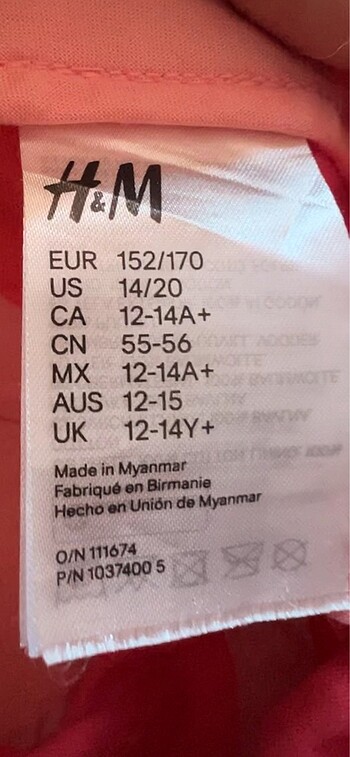 H&M
EUR 152/170
US 14/20
CA 12-14A+
CN 55-56
MX 12-14A+
AUS 12-15
UK 12-14Y+
Made in Myanmar
Fabriqué en Birmanie
Hecho en Unión de Myanmar
O/N 111674
P/N 1037400 5